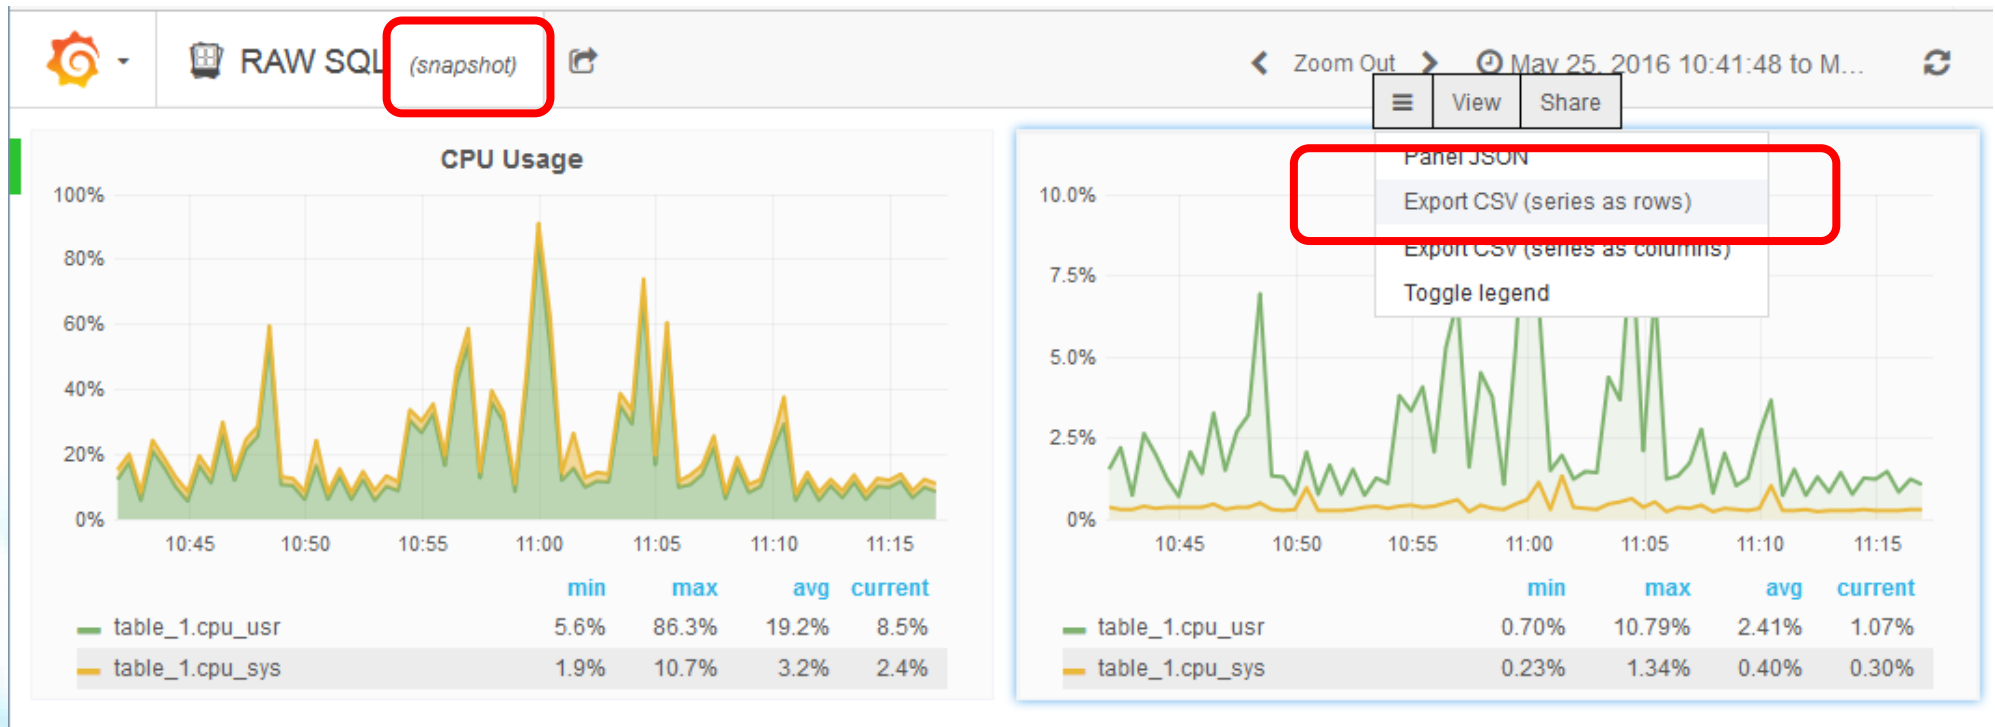 RAW SQL (snapshot)
Zoom Out May 25, 2016 10:41:48 to M...
View Share
CPU Usage
100%
80%
60%
40%
20%
0%
10:45 10:50 10:55 11:00 11:05 11:10 11:15
min max avg current
table_1.cpu_usr 5.6% 86.3% 19.2% 8.5%
table_1.cpu_sys 1.9% 10.7% 3.2% 2.4%
Panel JSON
Export CSV (series as rows)
Export CSV (series as columns)
Toggle legend
10.0%
7.5%
5.0%
2.5%
0%
10:45 10:50 10:55 11:00 11:05 11:10 11:15
min max avg current
table_1.cpu_usr 0.70% 10.79% 2.41% 1.07%
table_1.cpu_sys 0.23% 1.34% 0.40% 0.30%